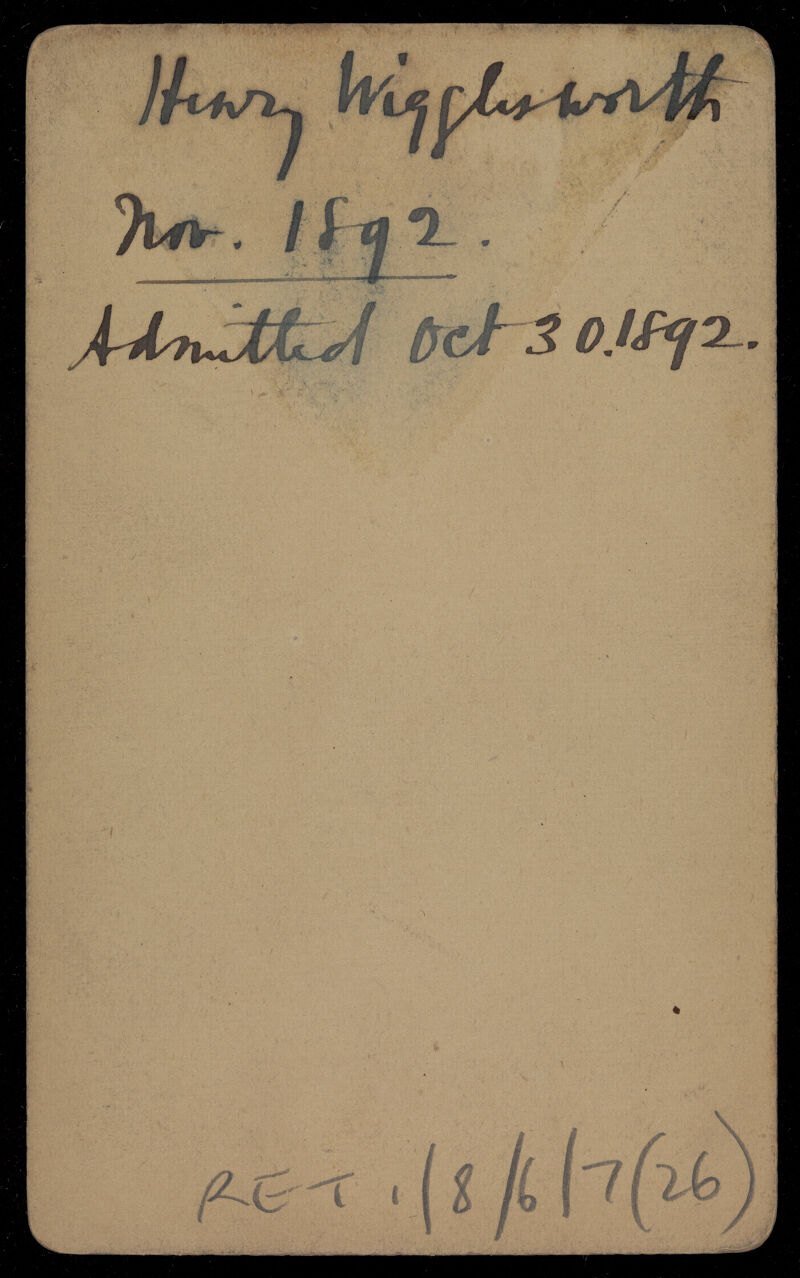 Henry Wigglesworth
Nov. 1892.
Admitted Oct 30.1892.
RET 1/8/6/7(26)